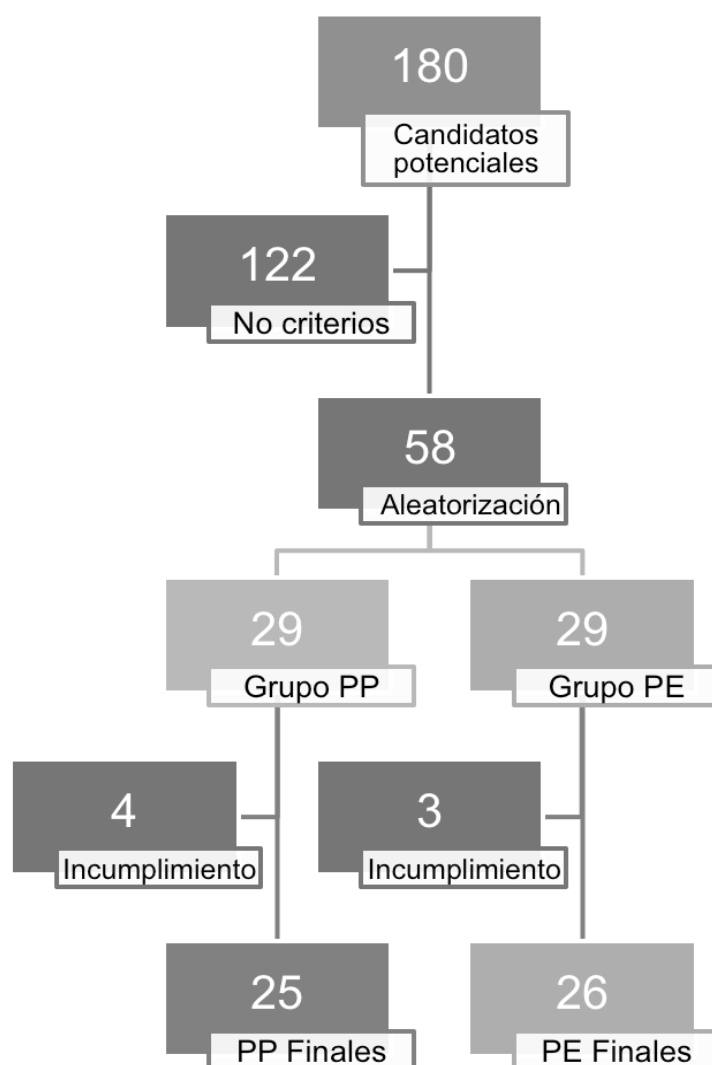 180
Candidatos
potenciales
122
No criterios
58
Aleatorización
29
Grupo PP
29
Grupo PE
4
Incumplimiento
3
Incumplimiento
25
PP Finales
26
PE Finales